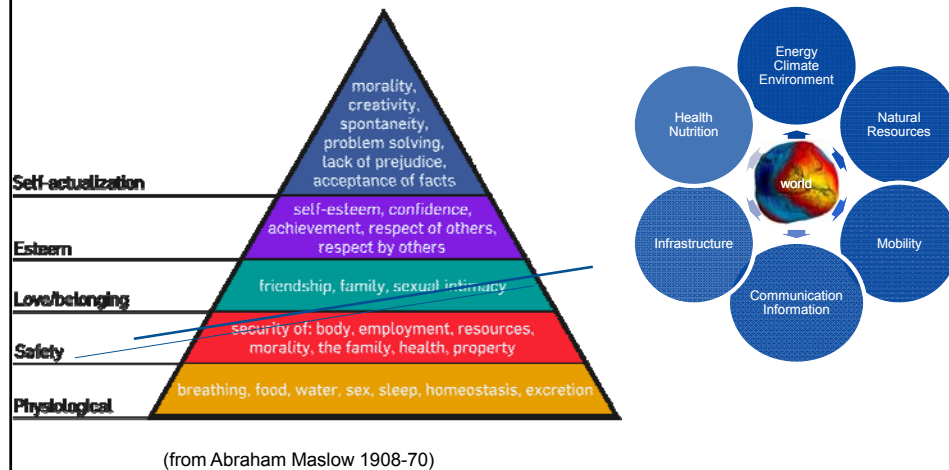 morality,
creativity,
spontaneity,
problem solving,
lack of prejudice,
acceptance of facts
Self-actualization
self-esteem, confidence,
achievement, respect of others,
respect by others
Esteem
friendship, family, sexual intimacy
Love/belonging
security of: body, employment, resources,
morality, the family, health, property
Safety
breathing, food, water, sex, sleep, homeostasis, excretion
Physiological
(from Abraham Maslow 1908-70)
Energy
Climate
Environment
Health
Nutrition
Natural
Resources
world
Infrastructure
Mobility
Communication
Information